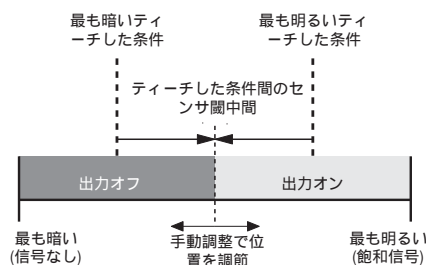 最も暗いティ
ーチした条件
最も明るいティ
ーチした条件
ティーチした条件間のセ
ンサ閾中間
出力オフ
出力オン
最も暗い
(信号なし)
手動調整で位
置を調節
最も明るい
(飽和信号)